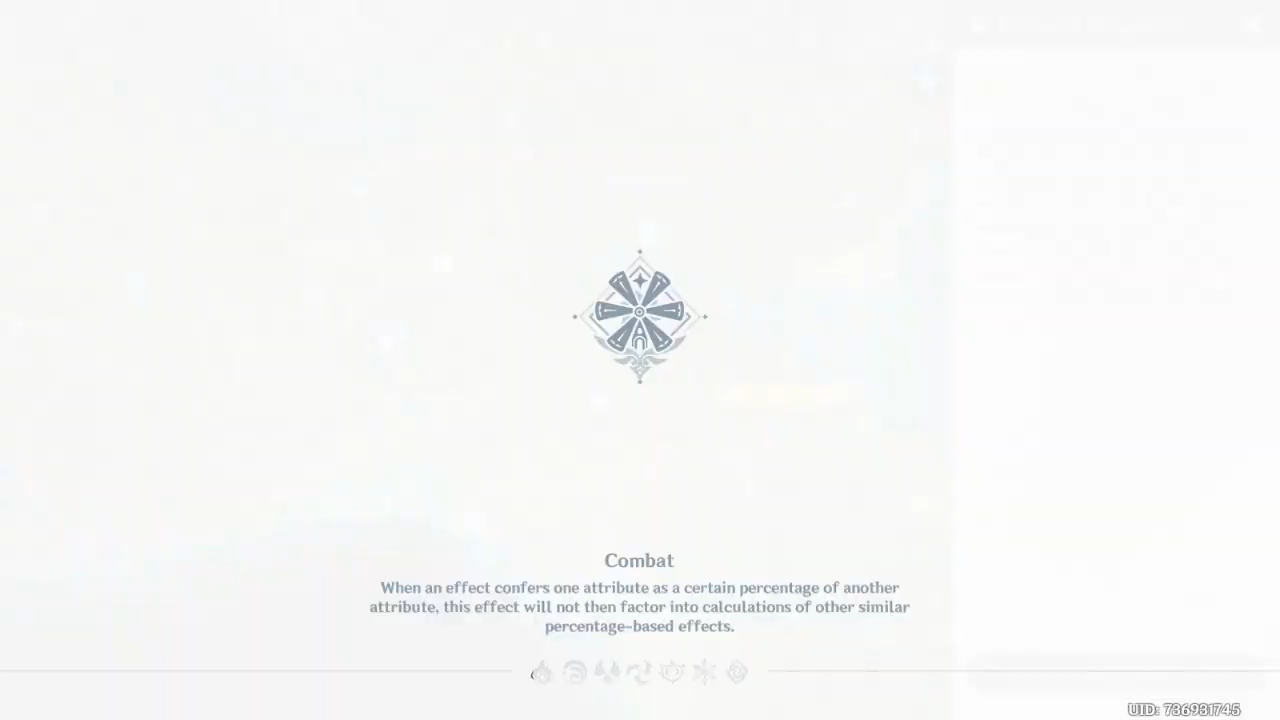 Combat
When an effect confers one attribute as a certain percentage of another
attribute, this effect will not then factor into calculations of other similar
percentage-based effects.
UID: 736931745